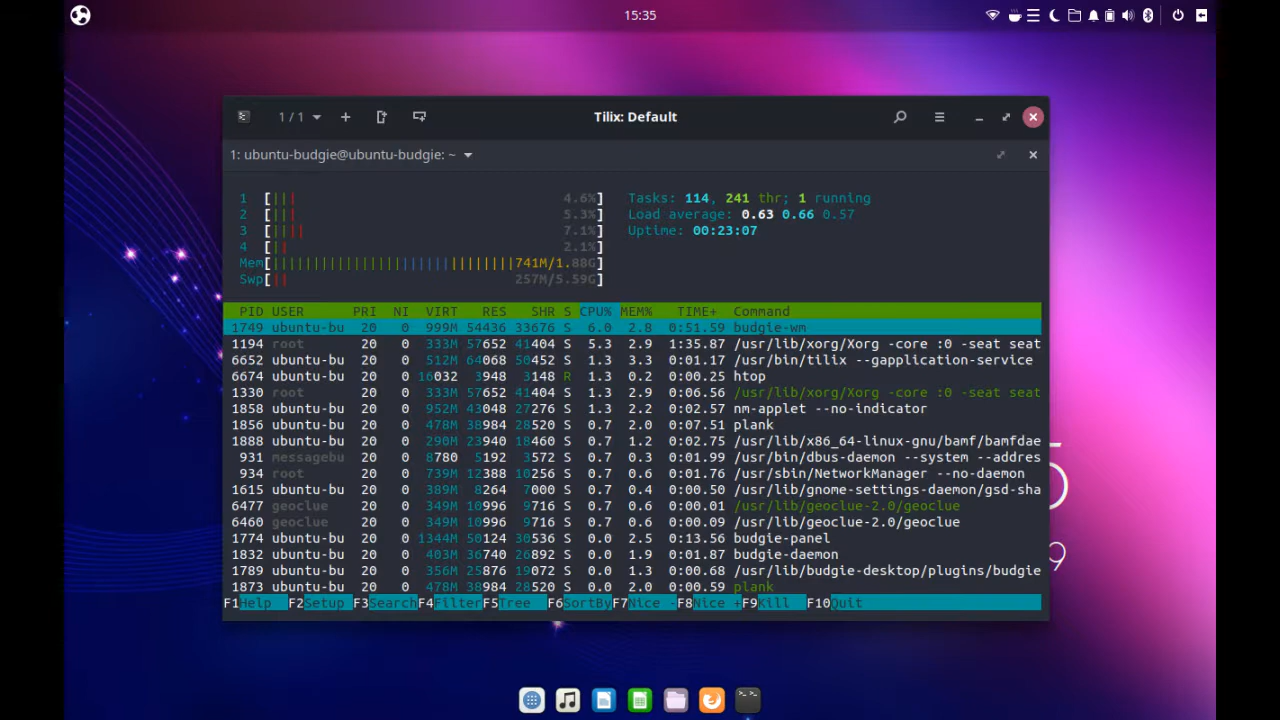 15:35
1 / 1
Tilix: Default
1: ubuntu-budgie@ubuntu-budgie: ~
1 [||| 4.6%] Tasks: 114, 241 thr; 1 running
2 [||| 5.3%] Load average: 0.63 0.66 0.57
3 [|||| 7.1%] Uptime: 00:23:07
4 [|| 2.1%]
Mem[||||||||||||||||||||||||||||||741M/1.88G]
Swp[|| 257M/5.59G]
PID USER PRI NI VIRT RES SHR S CPU% MEM% TIME+ Command
1749 ubuntu-bu 20 0 999M 54436 33676 S 6.0 2.8 0:51.59 budgie-wm
1194 root 20 0 333M 57652 41404 S 5.3 2.9 1:35.87 /usr/lib/xorg/Xorg -core :0 -seat seat
6652 ubuntu-bu 20 0 512M 64068 50452 S 1.3 3.3 0:01.17 /usr/bin/tilix --gapplication-service
6674 ubuntu-bu 20 0 16032 3948 3148 R 1.3 0.2 0:00.25 htop
1330 root 20 0 333M 57652 41404 S 1.3 2.9 0:06.56 /usr/lib/xorg/Xorg -core :0 -seat seat
1858 ubuntu-bu 20 0 952M 43048 27276 S 1.3 2.2 0:02.57 nm-applet --no-indicator
1856 ubuntu-bu 20 0 478M 38984 28520 S 0.7 2.0 0:07.51 plank
1888 ubuntu-bu 20 0 290M 23940 18460 S 0.7 1.2 0:02.75 /usr/lib/x86_64-linux-gnu/bamf/bamfdae
931 messagebu 20 0 8780 5192 3572 S 0.7 0.3 0:01.99 /usr/bin/dbus-daemon --system --addres
934 root 20 0 739M 12388 10256 S 0.7 0.6 0:01.76 /usr/sbin/NetworkManager --no-daemon
1615 ubuntu-bu 20 0 389M 8264 7000 S 0.7 0.4 0:00.50 /usr/lib/gnome-settings-daemon/gsd-sha
6477 geoclue 20 0 349M 10996 9716 S 0.7 0.6 0:00.01 /usr/lib/geoclue-2.0/geoclue
6460 geoclue 20 0 349M 10996 9716 S 0.7 0.6 0:00.09 /usr/lib/geoclue-2.0/geoclue
1774 ubuntu-bu 20 0 1344M 50124 30536 S 0.0 2.5 0:13.56 budgie-panel
1832 ubuntu-bu 20 0 403M 36740 26892 S 0.0 1.9 0:01.87 budgie-daemon
1789 ubuntu-bu 20 0 356M 25876 19072 S 0.0 1.3 0:00.68 /usr/lib/budgie-desktop/plugins/budgie
1873 ubuntu-bu 20 0 478M 38984 28520 S 0.0 2.0 0:00.59 plank
F1Help F2Setup F3SearchF4FilterF5Tree F6SortByF7Nice -F8Nice +F9Kill F10Quit